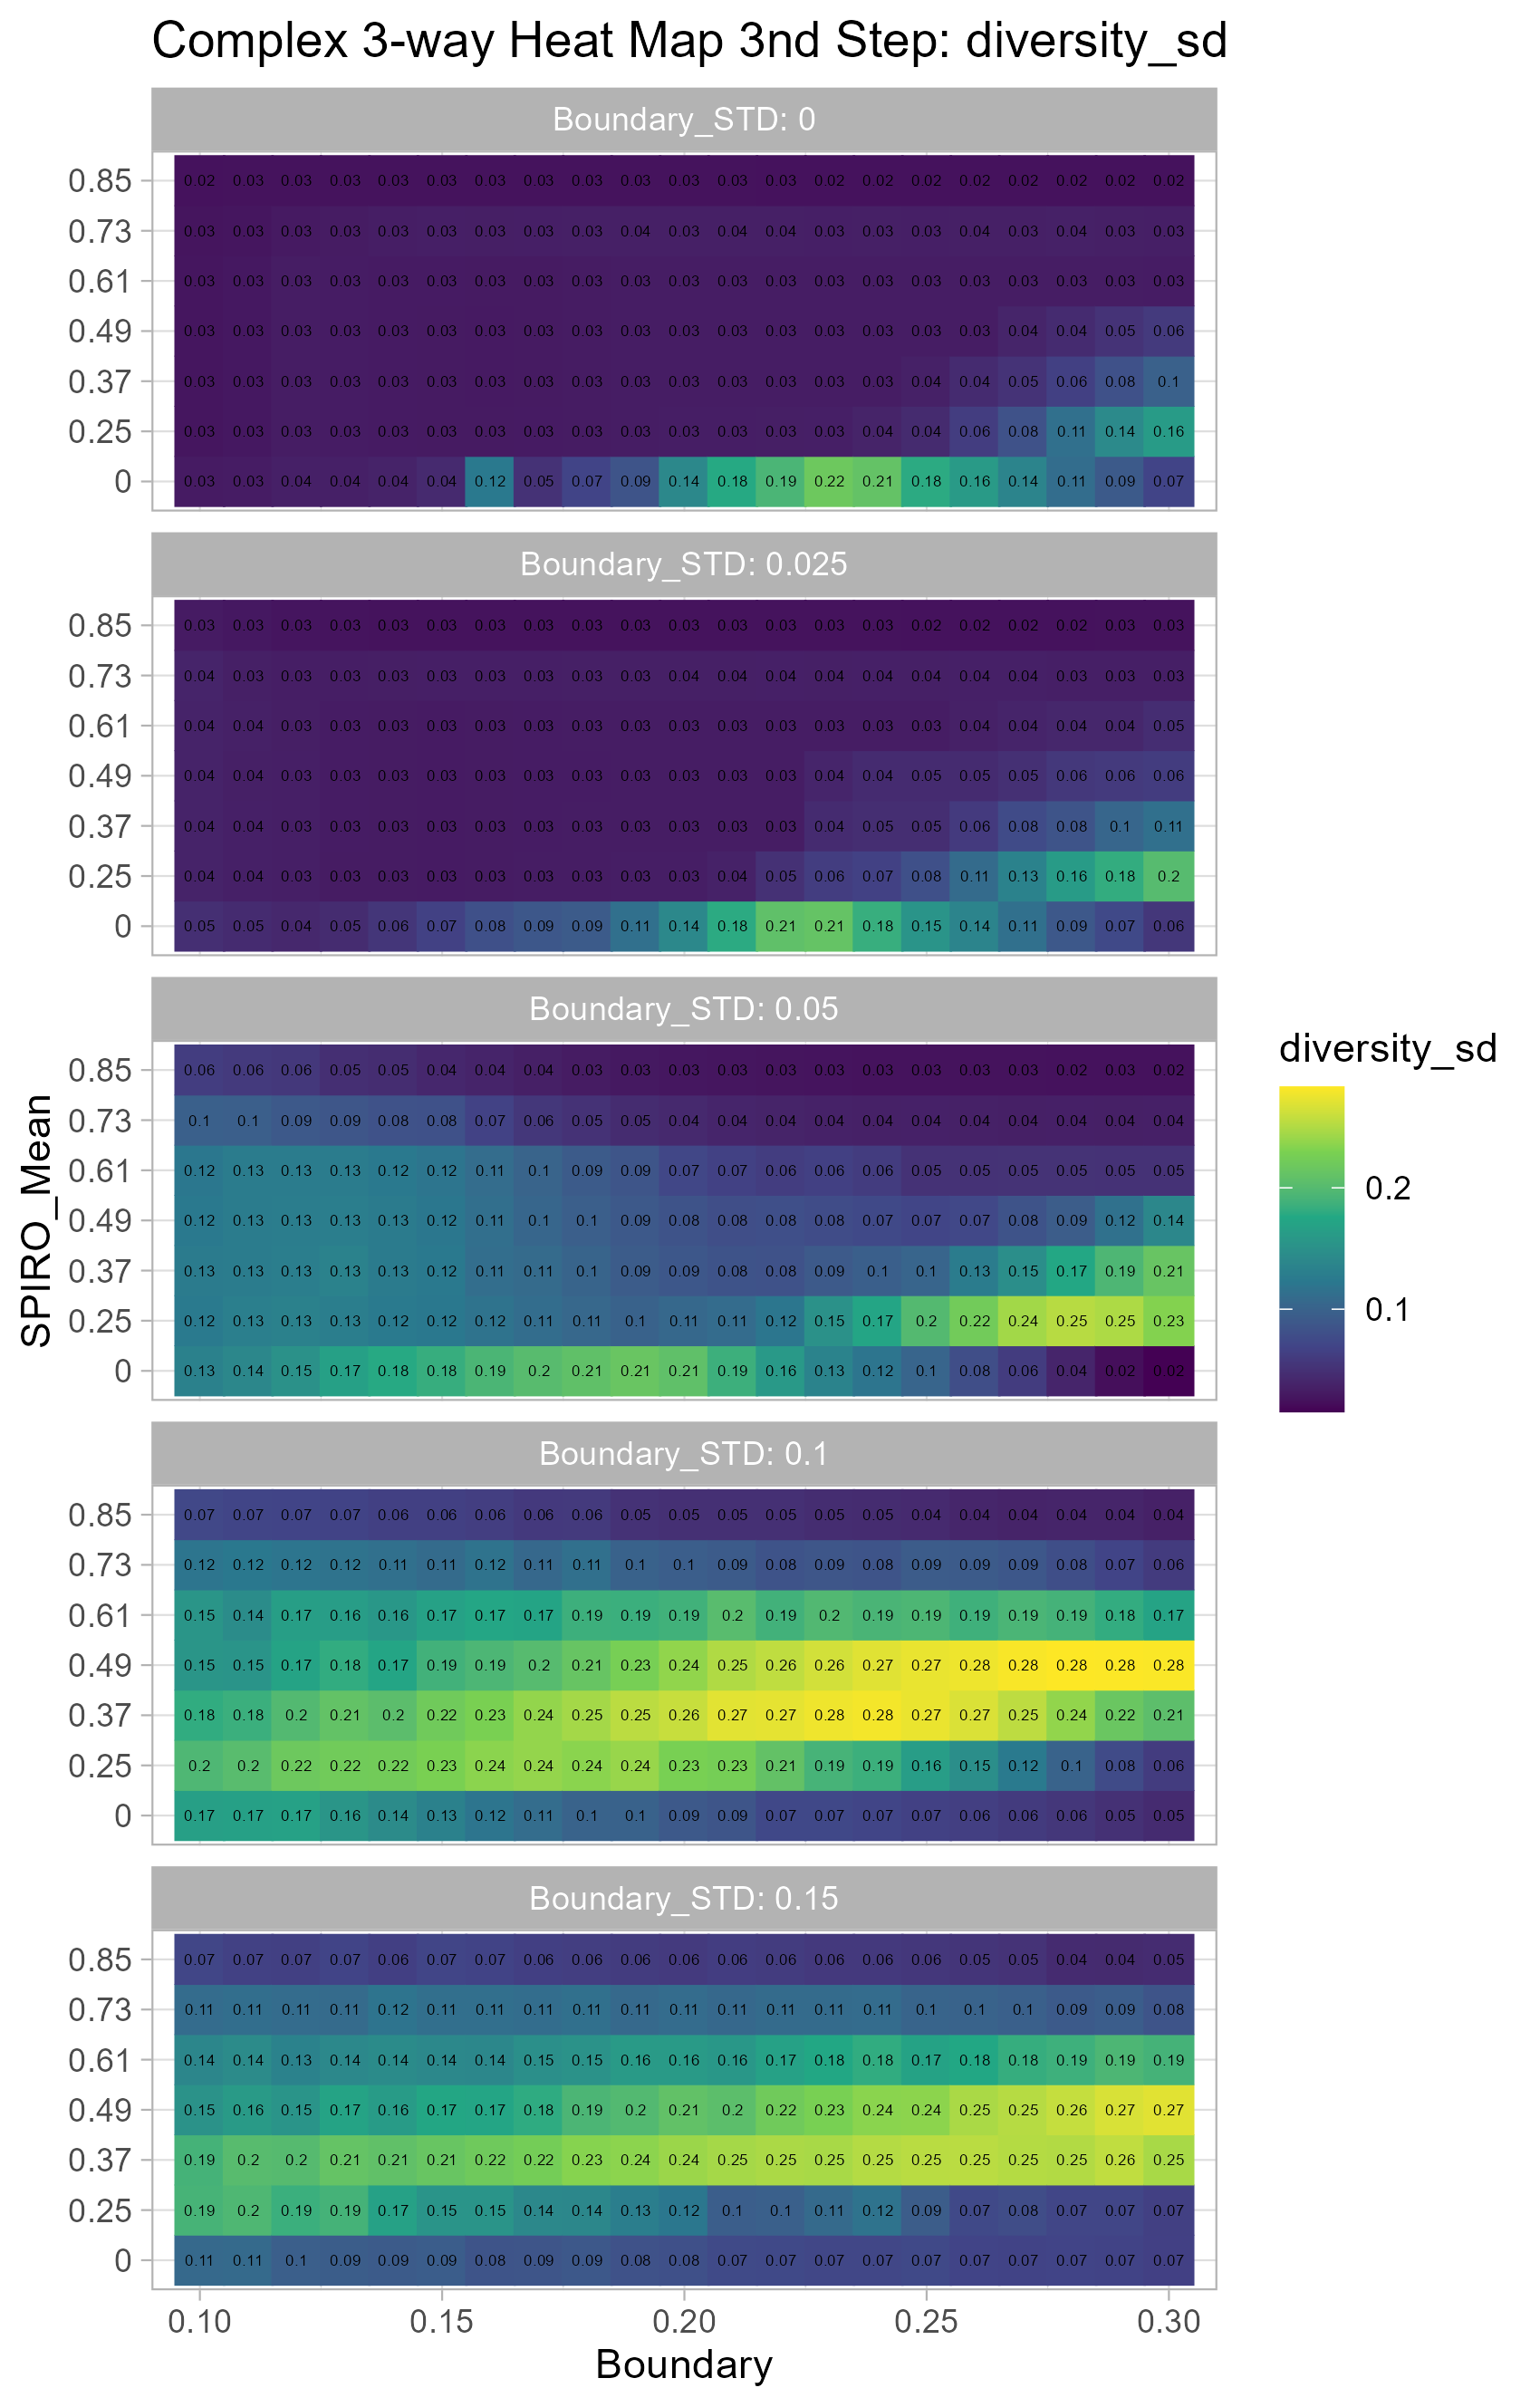 Complex 3-way Heat Map 3nd Step: diversity_sd
Boundary_STD: 0
0.85 0.02 0.03 0.03 0.03 0.03 0.03 0.03 0.03 0.03 0.03 0.03 0.03 0.03 0.02 0.02 0.02 0.02 0.02 0.02 0.02 0.02
0.73 0.03 0.03 0.03 0.03 0.03 0.03 0.03 0.03 0.03 0.04 0.03 0.04 0.04 0.03 0.03 0.03 0.04 0.03 0.04 0.03 0.03
0.61 0.03 0.03 0.03 0.03 0.03 0.03 0.03 0.03 0.03 0.03 0.03 0.03 0.03 0.03 0.03 0.03 0.03 0.03 0.03 0.03 0.03
0.49 0.03 0.03 0.03 0.03 0.03 0.03 0.03 0.03 0.03 0.03 0.03 0.03 0.03 0.03 0.03 0.03 0.03 0.04 0.04 0.05 0.06
0.37 0.03 0.03 0.03 0.03 0.03 0.03 0.03 0.03 0.03 0.03 0.03 0.03 0.03 0.03 0.03 0.04 0.04 0.05 0.06 0.08 0.1
0.25 0.03 0.03 0.03 0.03 0.03 0.03 0.03 0.03 0.03 0.03 0.03 0.03 0.03 0.03 0.04 0.04 0.06 0.08 0.11 0.14 0.16
0 0.03 0.03 0.04 0.04 0.04 0.04 0.12 0.05 0.07 0.09 0.14 0.18 0.19 0.22 0.21 0.18 0.16 0.14 0.11 0.09 0.07
Boundary_STD: 0.025
0.85 0.03 0.03 0.03 0.03 0.03 0.03 0.03 0.03 0.03 0.03 0.03 0.03 0.03 0.03 0.03 0.02 0.02 0.02 0.02 0.03 0.03
0.73 0.04 0.03 0.03 0.03 0.03 0.03 0.03 0.03 0.03 0.03 0.04 0.04 0.04 0.04 0.04 0.04 0.04 0.04 0.03 0.03 0.03
0.61 0.04 0.04 0.03 0.03 0.03 0.03 0.03 0.03 0.03 0.03 0.03 0.03 0.03 0.03 0.03 0.03 0.04 0.04 0.04 0.04 0.05
0.49 0.04 0.04 0.03 0.03 0.03 0.03 0.03 0.03 0.03 0.03 0.03 0.03 0.03 0.04 0.04 0.05 0.05 0.05 0.06 0.06 0.06
0.37 0.04 0.04 0.03 0.03 0.03 0.03 0.03 0.03 0.03 0.03 0.03 0.03 0.03 0.04 0.05 0.05 0.06 0.08 0.08 0.1 0.11
0.25 0.04 0.04 0.03 0.03 0.03 0.03 0.03 0.03 0.03 0.03 0.03 0.04 0.05 0.06 0.07 0.08 0.11 0.13 0.16 0.18 0.2
0 0.05 0.05 0.04 0.05 0.06 0.07 0.08 0.09 0.09 0.11 0.14 0.18 0.21 0.21 0.18 0.15 0.14 0.11 0.09 0.07 0.06
Boundary_STD: 0.05
0.85 0.06 0.06 0.06 0.05 0.05 0.04 0.04 0.04 0.03 0.03 0.03 0.03 0.03 0.03 0.03 0.03 0.03 0.03 0.02 0.03 0.02
0.73 0.1 0.1 0.09 0.09 0.08 0.08 0.07 0.06 0.05 0.05 0.04 0.04 0.04 0.04 0.04 0.04 0.04 0.04 0.04 0.04 0.04
0.61 0.12 0.13 0.13 0.13 0.12 0.12 0.11 0.1 0.09 0.09 0.07 0.07 0.06 0.06 0.06 0.05 0.05 0.05 0.05 0.05 0.05
0.49 0.12 0.13 0.13 0.13 0.13 0.12 0.11 0.1 0.1 0.09 0.08 0.08 0.08 0.08 0.07 0.07 0.07 0.08 0.09 0.12 0.14
0.37 0.13 0.13 0.13 0.13 0.13 0.12 0.11 0.11 0.1 0.09 0.09 0.08 0.08 0.09 0.1 0.1 0.13 0.15 0.17 0.19 0.21
0.25 0.12 0.13 0.13 0.13 0.12 0.12 0.12 0.11 0.11 0.1 0.11 0.11 0.12 0.15 0.17 0.2 0.22 0.24 0.25 0.25 0.23
0 0.13 0.14 0.15 0.17 0.18 0.18 0.19 0.2 0.21 0.21 0.21 0.19 0.16 0.13 0.12 0.1 0.08 0.06 0.04 0.02 0.02
Boundary_STD: 0.1
0.85 0.07 0.07 0.07 0.07 0.06 0.06 0.06 0.06 0.06 0.05 0.05 0.05 0.05 0.05 0.05 0.04 0.04 0.04 0.04 0.04 0.04
0.73 0.12 0.12 0.12 0.12 0.11 0.11 0.12 0.11 0.11 0.1 0.1 0.09 0.08 0.09 0.08 0.09 0.09 0.09 0.08 0.07 0.06
0.61 0.15 0.14 0.17 0.16 0.16 0.17 0.17 0.17 0.19 0.19 0.19 0.2 0.19 0.2 0.19 0.19 0.19 0.19 0.19 0.18 0.17
0.49 0.15 0.15 0.17 0.18 0.17 0.19 0.19 0.2 0.21 0.23 0.24 0.25 0.26 0.26 0.27 0.27 0.28 0.28 0.28 0.28 0.28
0.37 0.18 0.18 0.2 0.21 0.2 0.22 0.23 0.24 0.25 0.25 0.26 0.27 0.27 0.28 0.28 0.27 0.27 0.25 0.24 0.22 0.21
0.25 0.2 0.2 0.22 0.22 0.22 0.23 0.24 0.24 0.24 0.24 0.23 0.23 0.21 0.19 0.19 0.16 0.15 0.12 0.1 0.08 0.06
0 0.17 0.17 0.17 0.16 0.14 0.13 0.12 0.11 0.1 0.1 0.09 0.09 0.07 0.07 0.07 0.07 0.06 0.06 0.06 0.05 0.05
Boundary_STD: 0.15
0.85 0.07 0.07 0.07 0.07 0.06 0.07 0.07 0.06 0.06 0.06 0.06 0.06 0.06 0.06 0.06 0.06 0.05 0.05 0.04 0.04 0.05
0.73 0.11 0.11 0.11 0.11 0.12 0.11 0.11 0.11 0.11 0.11 0.11 0.11 0.11 0.11 0.11 0.1 0.1 0.1 0.09 0.09 0.08
0.61 0.14 0.14 0.13 0.14 0.14 0.14 0.14 0.15 0.15 0.16 0.16 0.16 0.17 0.18 0.18 0.17 0.18 0.18 0.19 0.19 0.19
0.49 0.15 0.16 0.15 0.17 0.16 0.17 0.17 0.18 0.19 0.2 0.21 0.2 0.22 0.23 0.24 0.24 0.25 0.25 0.26 0.27 0.27
0.37 0.19 0.2 0.2 0.21 0.21 0.21 0.22 0.22 0.23 0.24 0.24 0.25 0.25 0.25 0.25 0.25 0.25 0.25 0.25 0.26 0.25
0.25 0.19 0.2 0.19 0.19 0.17 0.15 0.15 0.14 0.14 0.13 0.12 0.1 0.1 0.11 0.12 0.09 0.07 0.08 0.07 0.07 0.07
0 0.11 0.11 0.1 0.09 0.09 0.09 0.08 0.09 0.09 0.08 0.08 0.07 0.07 0.07 0.07 0.07 0.07 0.07 0.07 0.07 0.07
0.10 0.15 0.20 0.25 0.30
Boundary
SPIRO_Mean
diversity_sd
0.2
0.1